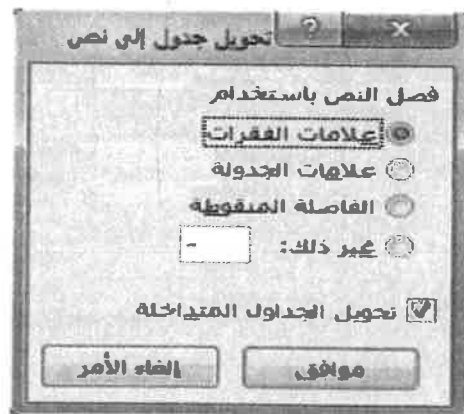 تحويل جدول إلى نص
فصل النص باستخدام
علامات الفقرات
علامات الجدولة
الفاصلة المنقوطة
غير ذلك: -
تحويل الجداول المتداخلة
موافق إلغاء الأمر